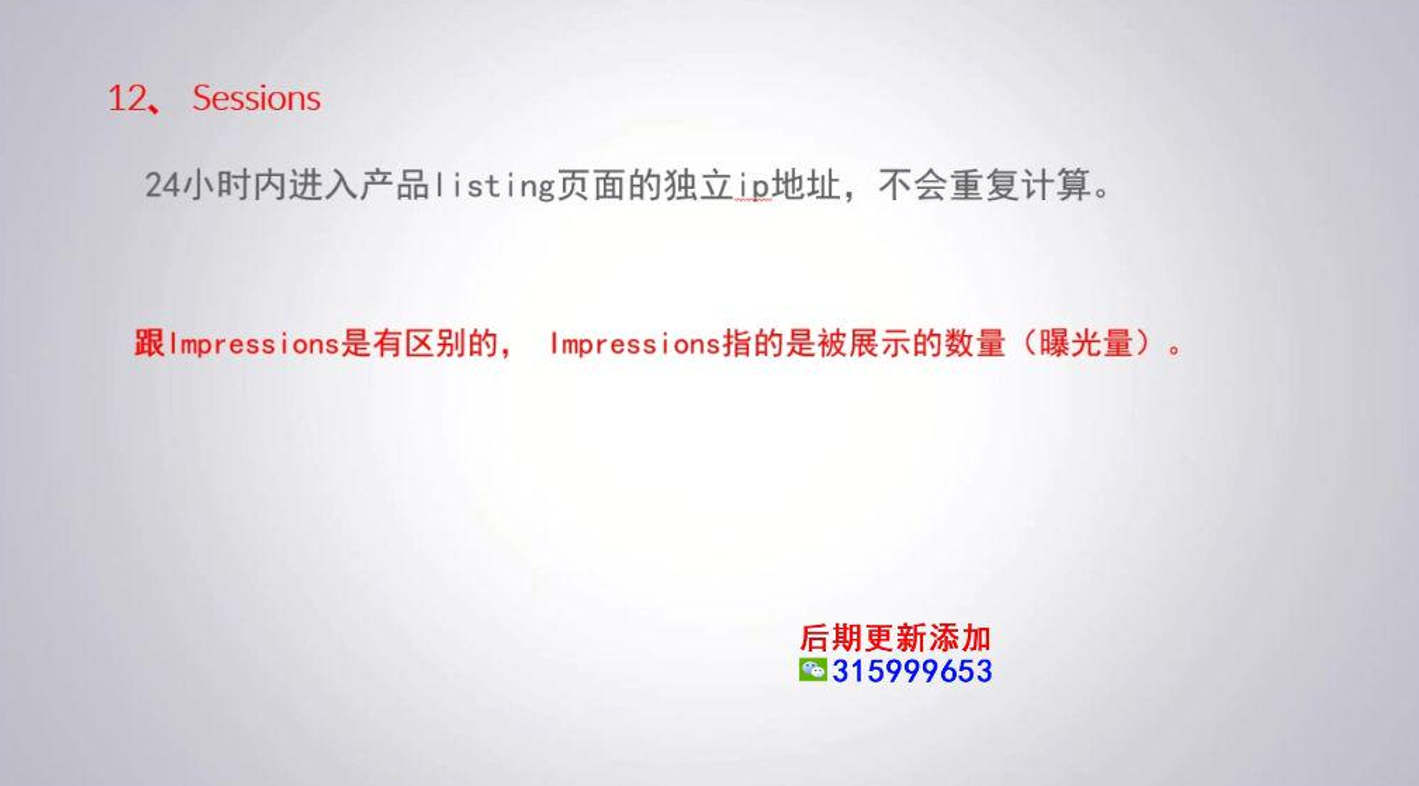 12、 Sessions
24小时内进入产品listing页面的独立ip地址，不会重复计算。
跟Impressions是有区别的， Impressions指的是被展示的数量（曝光量）。
后期更新添加
315999653